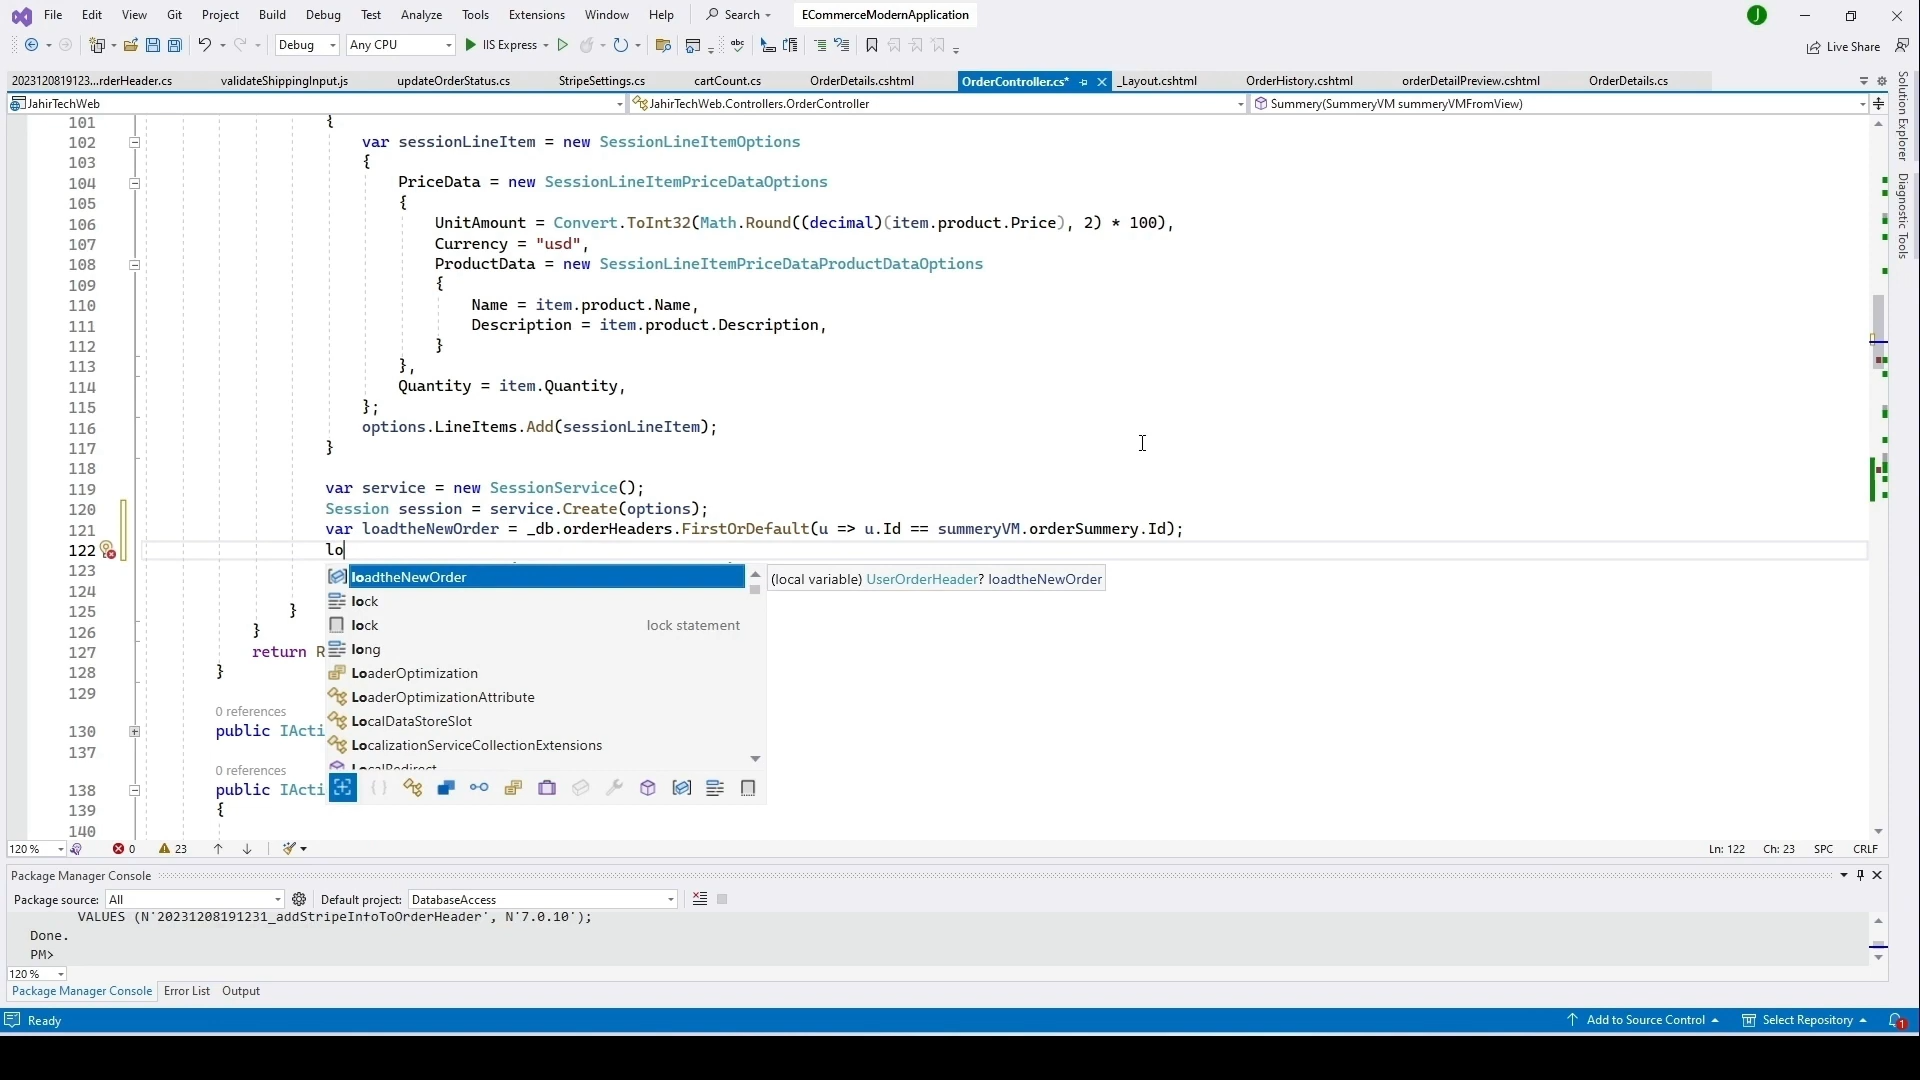 File Edit View Git Project Build Debug Test Analyze Tools Extensions Window Help Search ECommerceModernApplication J
Debug Any CPU IIS Express Live Share
2023120819123...rderHeader.cs validateShippingInput.js updateOrderStatus.cs StripeSettings.cs cartCount.cs OrderDetails.cshtml OrderController.cs* _Layout.cshtml OrderHistory.cshtml orderDetailPreview.cshtml OrderDetails.cs
JahirTechWeb JahirTechWeb.Controllers.OrderController Summery(SummeryVM summeryVMFromView)
Solution Explorer
Diagnostic Tools
101 {
102 var sessionLineItem = new SessionLineItemOptions
103 {
104 PriceData = new SessionLineItemPriceDataOptions
105 {
106 UnitAmount = Convert.ToInt32(Math.Round((decimal)(item.product.Price), 2) * 100),
107 Currency = "usd",
108 ProductData = new SessionLineItemPriceDataProductDataOptions
109 {
110 Name = item.product.Name,
111 Description = item.product.Description,
112 }
113 },
114 Quantity = item.Quantity,
115 };
116 options.LineItems.Add(sessionLineItem);
117 }
118
119 var service = new SessionService();
120 Session session = service.Create(options);
121 var loadtheNewOrder = _db.orderHeaders.FirstOrDefault(u => u.Id == summeryVM.orderSummery.Id);
122 lo
123 loadtheNewOrder (local variable) UserOrderHeader? loadtheNewOrder
124 lock
125 } lock lock statement
126 } long
127 return R
128 } LoaderOptimization
129 LoaderOptimizationAttribute
0 references
LocalDataStoreSlot
130 public IActi
LocalizationServiceCollectionExtensions
137
LocalRedirect
0 references
138 public IActi
139 {
140
120 % 0 23 Ln: 122 Ch: 23 SPC CRLF
Package Manager Console
Package source: All Default project: DatabaseAccess
VALUES (N'20231208191231_addStripeInfoToOrderHeader', N'7.0.10');
Done.
PM>
120 %
Package Manager Console Error List Output
Ready Add to Source Control Select Repository 1